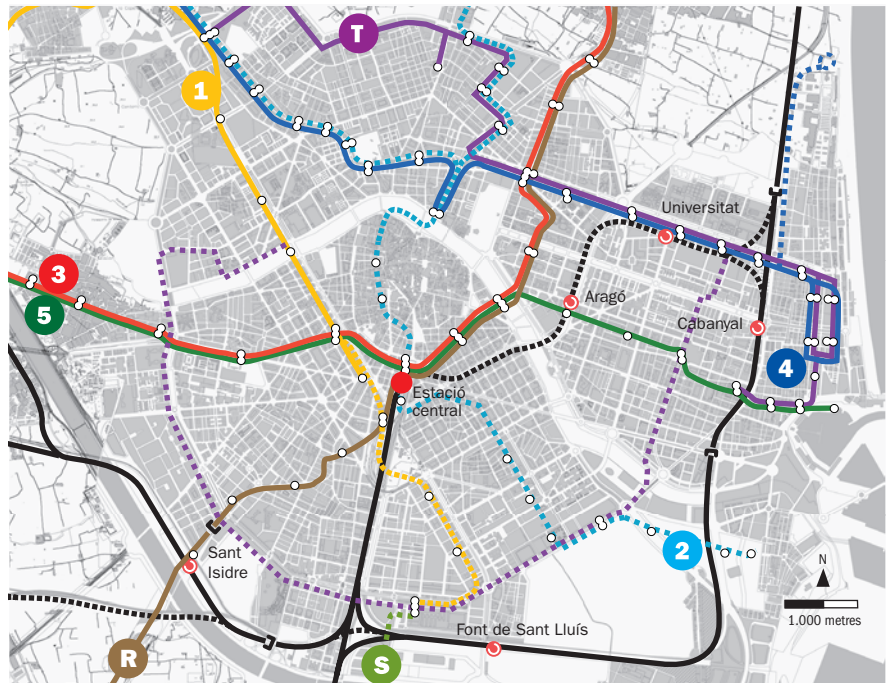 T
1
Universitat
3
Aragó
5
Cabanyal
4
Estació
central
2
Sant
Isidre
N
1.000 metres
Font de Sant Lluís
R
S